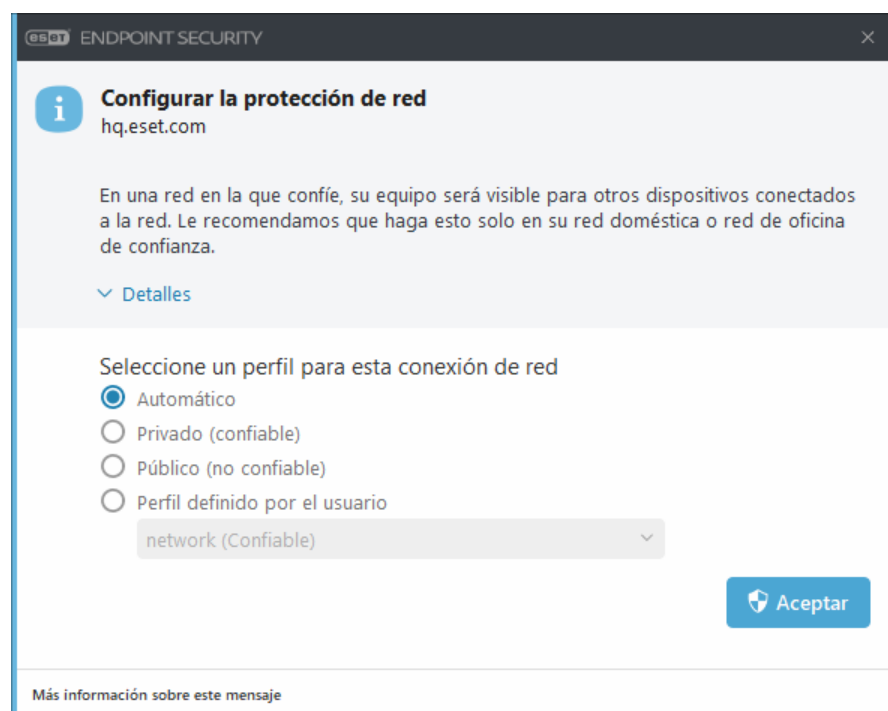 eset ENDPOINT SECURITY
Configurar la protección de red
hq.eset.com
En una red en la que confíe, su equipo será visible para otros dispositivos conectados
a la red. Le recomendamos que haga esto solo en su red doméstica o red de oficina
de confianza.
Detalles
Seleccione un perfil para esta conexión de red
Automático
Privado (confiable)
Público (no confiable)
Perfil definido por el usuario
network (Confiable)
Aceptar
Más información sobre este mensaje